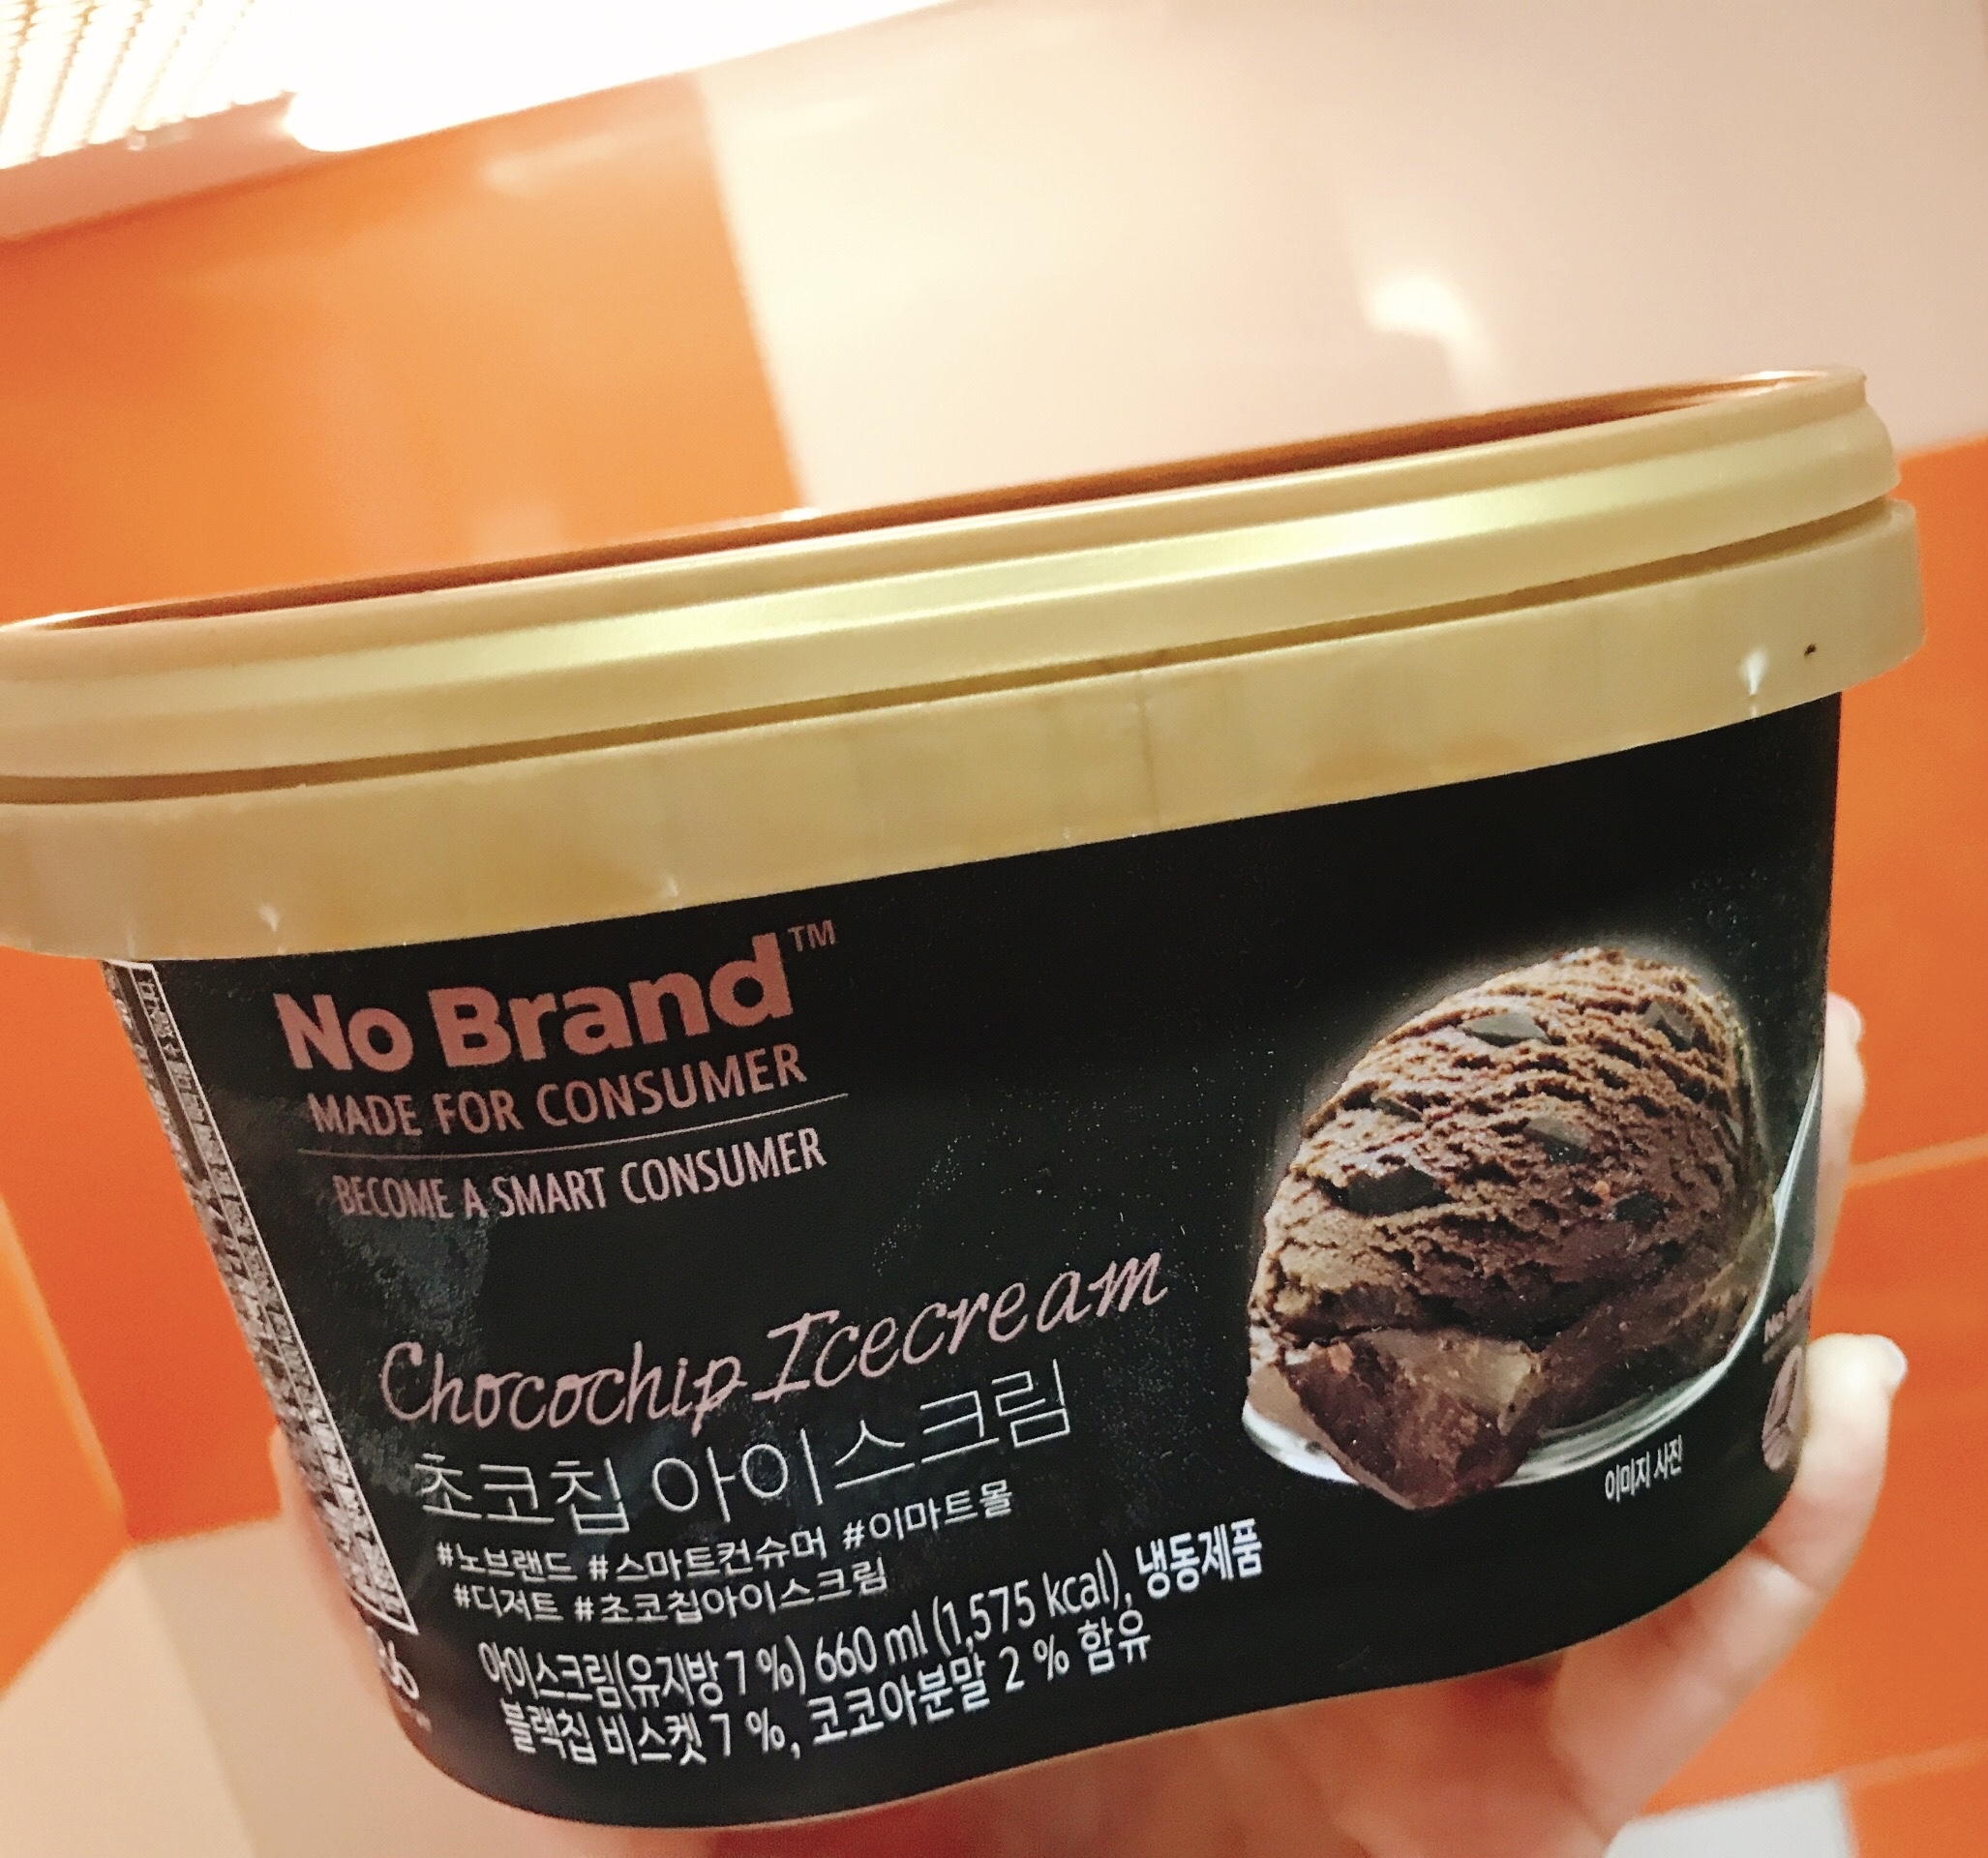 No Brand™
MADE FOR CONSUMER
BECOME A SMART CONSUMER
Chocochip Icecream
초코칩 아이스크림
#노브랜드 #스마트컨슈머 #이마트몰
#디저트 #초코칩아이스크림
아이스크림(유지방 7 %) 660 ml (1,575 kcal), 냉동제품
블랙칩 비스켓 7 %, 코코아분말 2 % 함유
이미지 사진